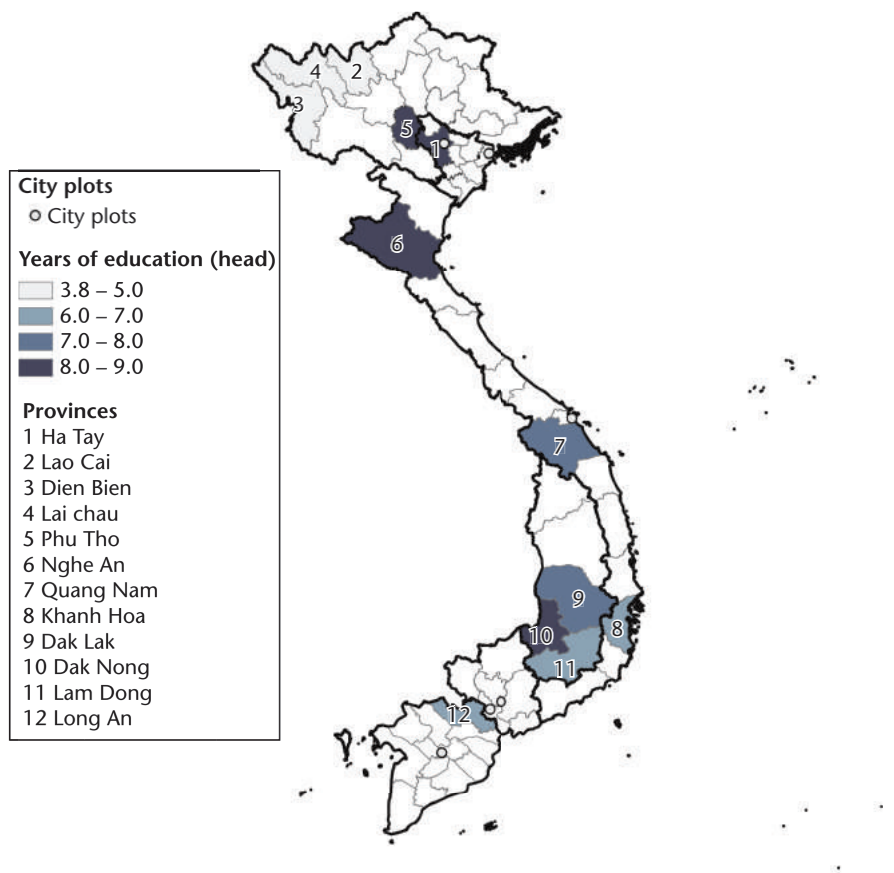 4
2
3
5
1
City plots
City plots
6
Years of education (head)
3.8 – 5.0
6.0 – 7.0
7.0 – 8.0
8.0 – 9.0
Provinces
1 Ha Tay
2 Lao Cai
3 Dien Bien
4 Lai chau
5 Phu Tho
6 Nghe An
7 Quang Nam
8 Khanh Hoa
9 Dak Lak
10 Dak Nong
11 Lam Dong
12 Long An
7
9
8
10
11
12